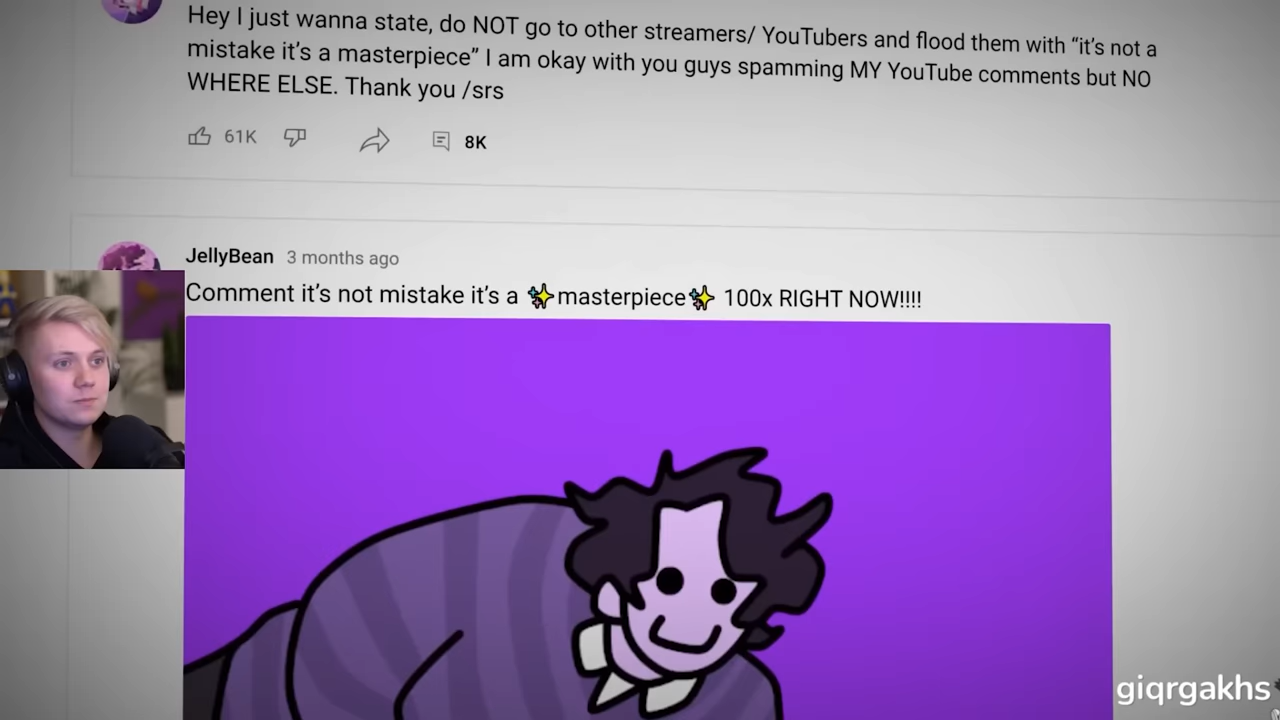 Hey I just wanna state, do NOT go to other streamers/ YouTubers and flood them with “it’s not a
mistake it’s a masterpiece” I am okay with you guys spamming MY YouTube comments but NO
WHERE ELSE. Thank you /srs
61K 8K
JellyBean 3 months ago
Comment it’s not mistake it’s a ✨masterpiece✨ 100x RIGHT NOW!!!!
giqrgakhs